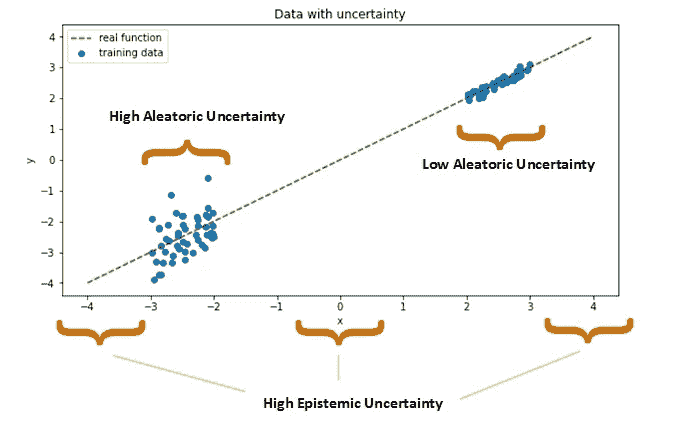 Data with uncertainty
real function
training data
High Aleatoric Uncertainty
Low Aleatoric Uncertainty
y
4
3
2
1
0
−1
−2
−3
−4
−4 −3 −2 −1 0 1 2 3 4
x
High Epistemic Uncertainty